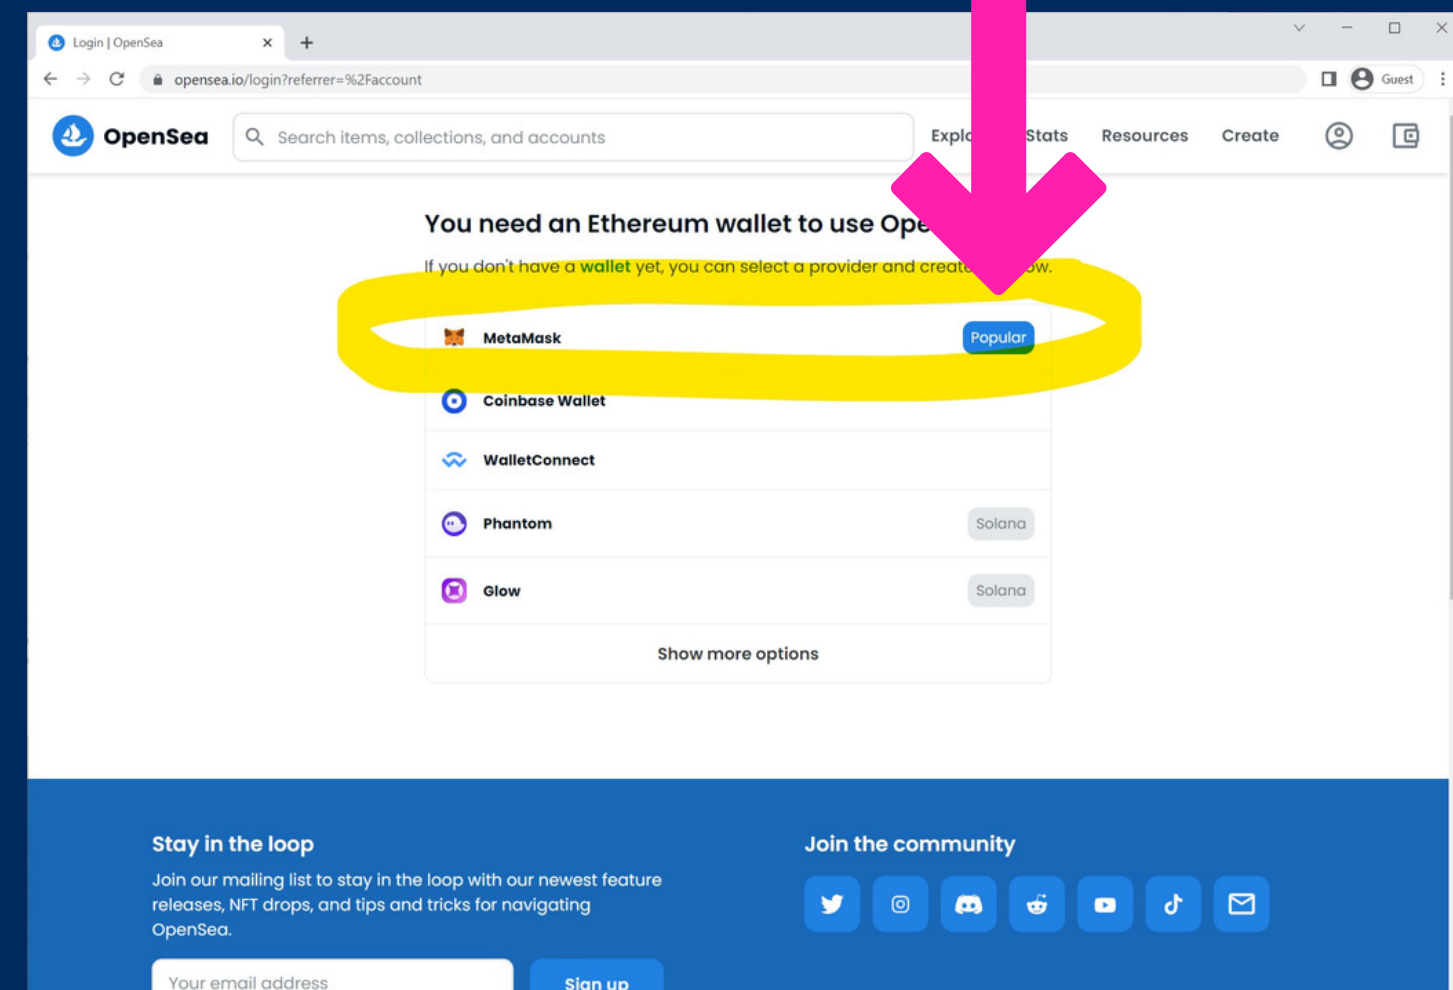 Login | OpenSea
opensea.io/login?referrer=%2Faccount
Guest
OpenSea
Search items, collections, and accounts
Stats Resources Create
You need an Ethereum wallet to use
If you don't have a wallet yet, you can select a provider and
MetaMask Popular
Coinbase Wallet
WalletConnect
Phantom Solana
Glow Solana
Show more options
Stay in the loop
Join our mailing list to stay in the loop with our newest feature
releases, NFT drops, and tips and tricks for navigating
OpenSea.
Your email address Sign up
Join the community